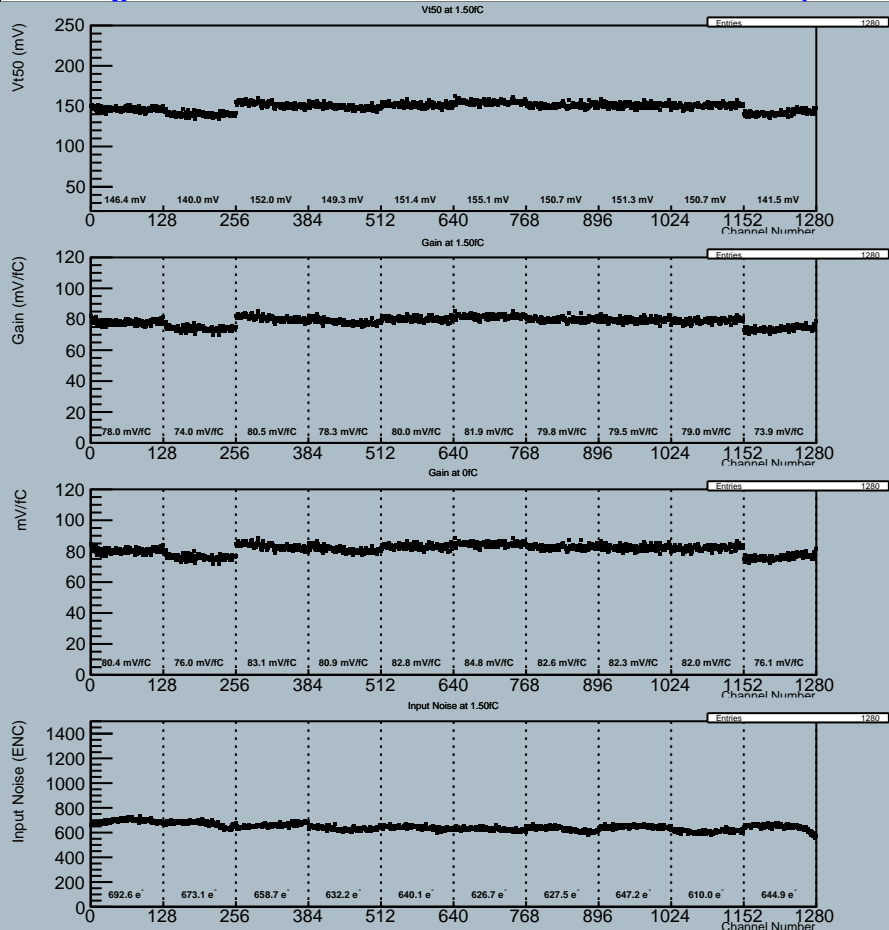 Vt50 at 1.50fC
Entries 1280
Vt50 (mV)
250
200
150
100
50
146.4 mV 140.0 mV 152.0 mV 149.3 mV 151.4 mV 155.1 mV 150.7 mV 151.3 mV 150.7 mV 141.5 mV
0 128 256 384 512 640 768 896 1024 1152 1280
Channel Number
Gain at 1.50fC
Entries 1280
Gain (mV/fC)
120
100
80
60
40
20
0
78.0 mV/fC 74.0 mV/fC 80.5 mV/fC 78.3 mV/fC 80.0 mV/fC 81.9 mV/fC 79.8 mV/fC 79.5 mV/fC 79.0 mV/fC 73.9 mV/fC
0 128 256 384 512 640 768 896 1024 1152 1280
Channel Number
Gain at 0fC
Entries 1280
mV/fC
120
100
80
60
40
20
0
80.4 mV/fC 76.0 mV/fC 83.1 mV/fC 80.9 mV/fC 82.8 mV/fC 84.8 mV/fC 82.6 mV/fC 82.3 mV/fC 82.0 mV/fC 76.1 mV/fC
0 128 256 384 512 640 768 896 1024 1152 1280
Channel Number
Input Noise at 1.50fC
Entries 1280
Input Noise (ENC)
1400
1200
1000
800
600
400
200
0
692.6 e⁻ 673.1 e⁻ 658.7 e⁻ 632.2 e⁻ 640.1 e⁻ 626.7 e⁻ 627.5 e⁻ 647.2 e⁻ 610.0 e⁻ 644.9 e⁻
0 128 256 384 512 640 768 896 1024 1152 1280
Channel Number